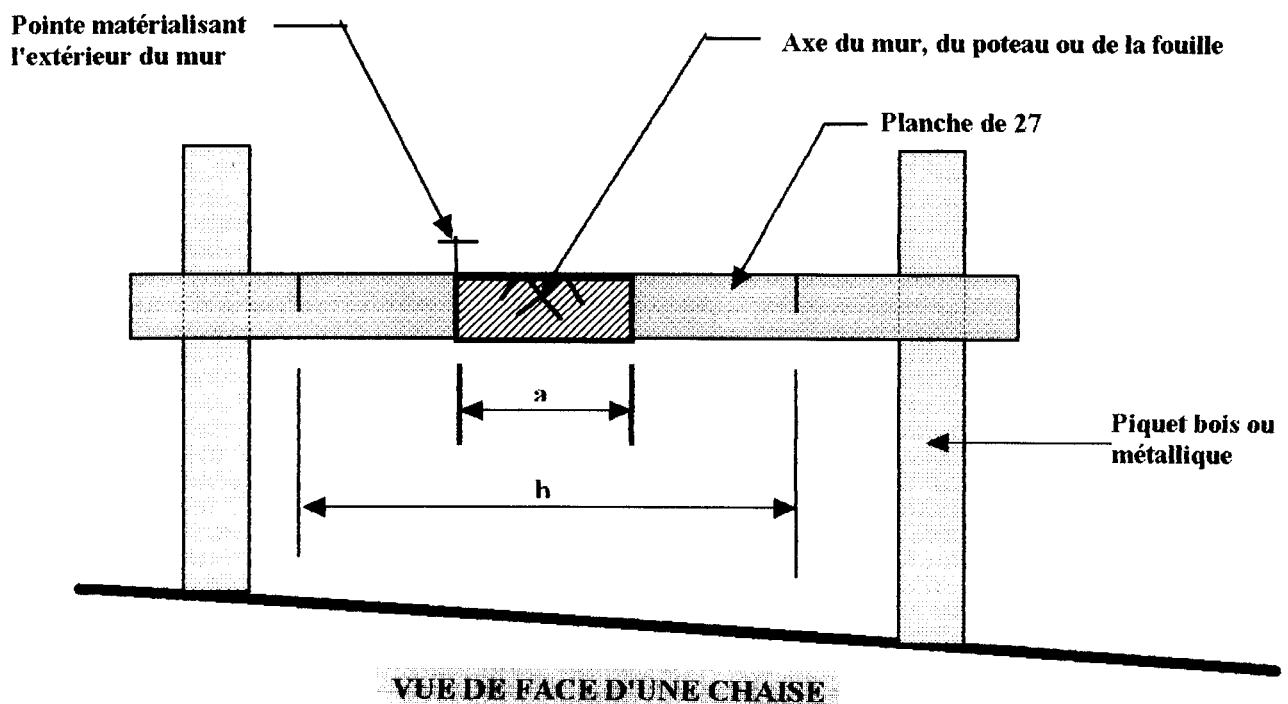 Pointe matérialisant
l'extérieur du mur
Axe du mur, du poteau ou de la fouille
Planche de 27
a
Piquet bois ou
métallique
b
VUE DE FACE D'UNE CHAISE